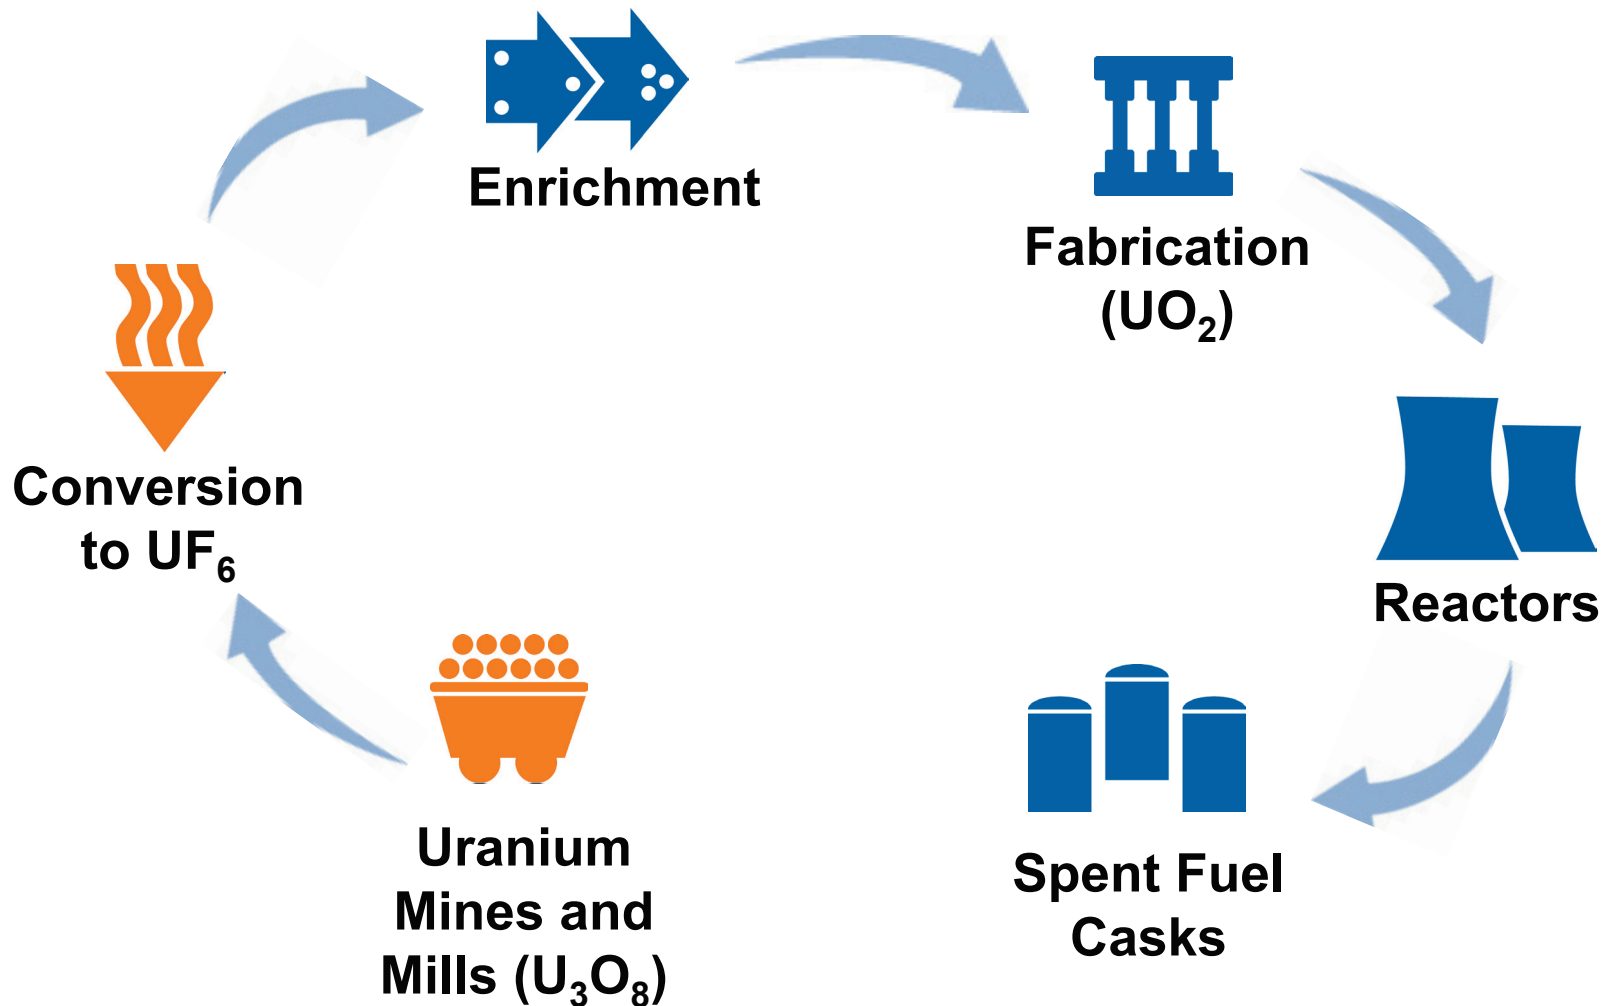 Enrichment
Fabrication
(UO₂)
Conversion
to UF₆
Reactors
Uranium
Mines and
Mills (U₃O₈)
Spent Fuel
Casks